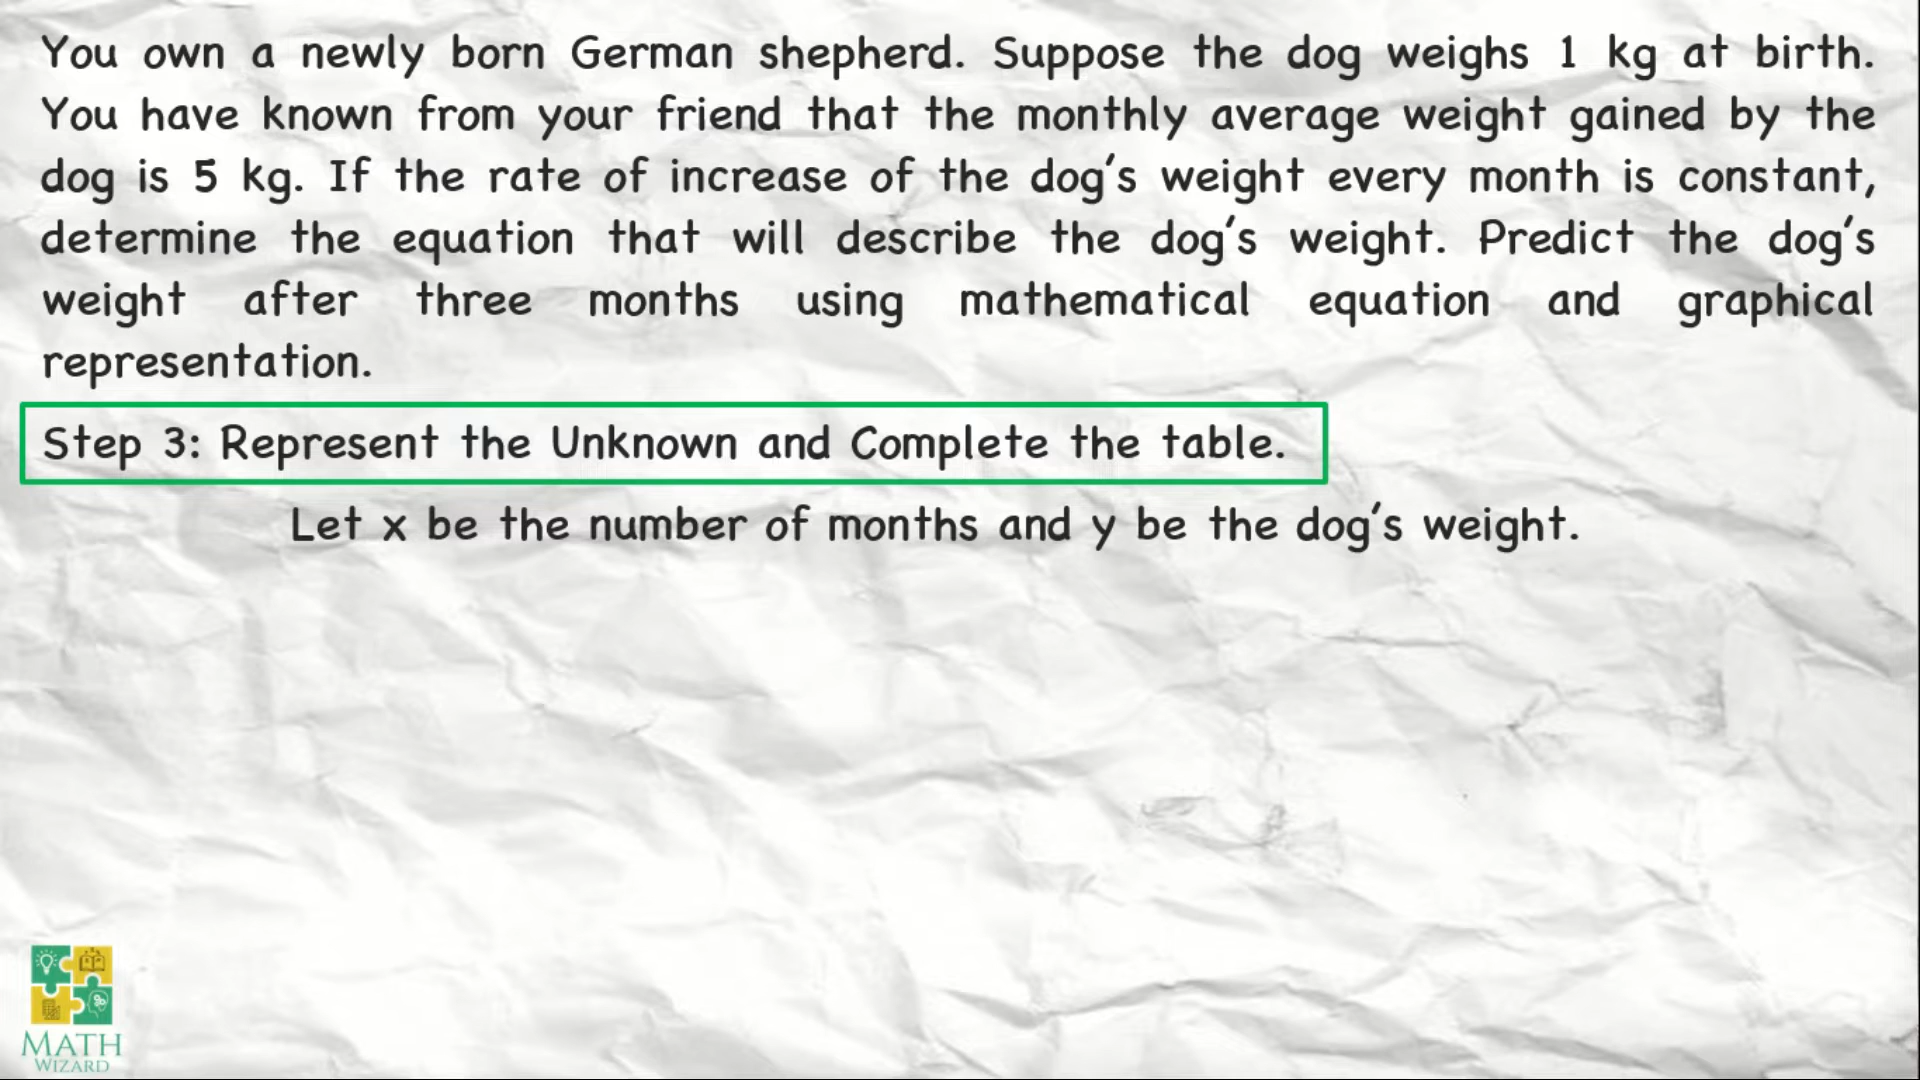 You own a newly born German shepherd. Suppose the dog weighs 1 kg at birth.
You have known from your friend that the monthly average weight gained by the
dog is 5 kg. If the rate of increase of the dog's weight every month is constant,
determine the equation that will describe the dog's weight. Predict the dog's
weight after three months using mathematical equation and graphical
representation.
Step 3: Represent the Unknown and Complete the table.
Let x be the number of months and y be the dog's weight.
MATH
WIZARD